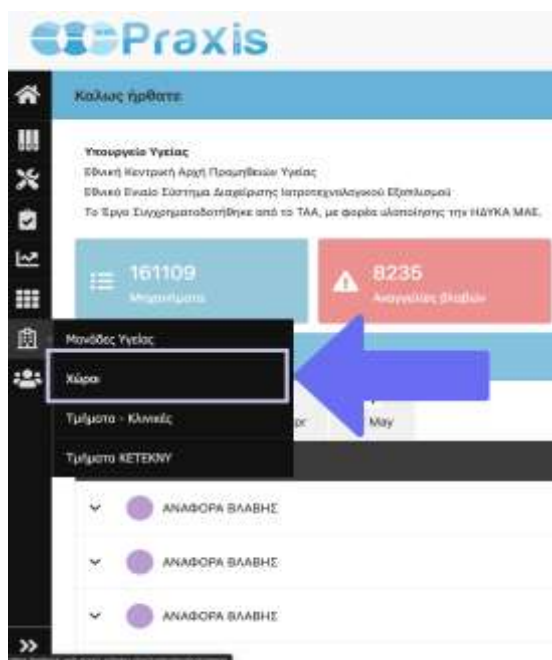 Praxis
Καλως ήρθατε
Υπουργείο Υγείας
Εθνική Κεντρική Αρχή Προμηθειών Υγείας
Εθνικό Ενιαίο Σύστημα Διαχείρισης Ιατροτεχνολογικού Εξοπλισμού
Το Έργο Συγχρηματοδοτήθηκε από το ΤΑΑ, με φορέα υλοποίησης την ΗΔΥΚΑ ΜΑΕ.
161109
Μηχανήματα
8235
Αναγγελίες βλαβών
Μονάδες Υγείας
Χώροι
Τμήματα - Κλινικές
May
Τμήματα ΚΕΤΕΚΝΥ
ΑΝΑΦΟΡΑ ΒΛΑΒΗΣ
ΑΝΑΦΟΡΑ ΒΛΑΒΗΣ
ΑΝΑΦΟΡΑ ΒΛΑΒΗΣ